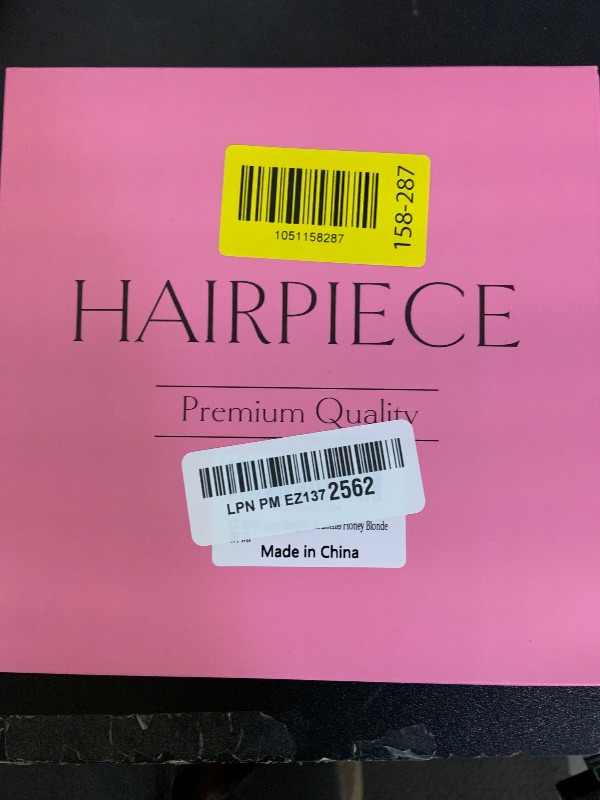 1051158287
158-287
HAIRPIECE
Premium Quality
LPN PM EZ137 2562
Honey Blonde
Made in China